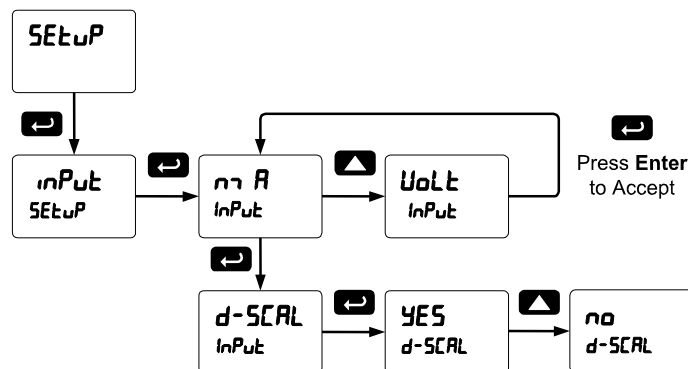 SEtuP
inPut
SEtuP
mA
InPut
VoLt
InPut
Press Enter
to Accept
d-SCAL
InPut
YES
d-SCAL
no
d-SCAL